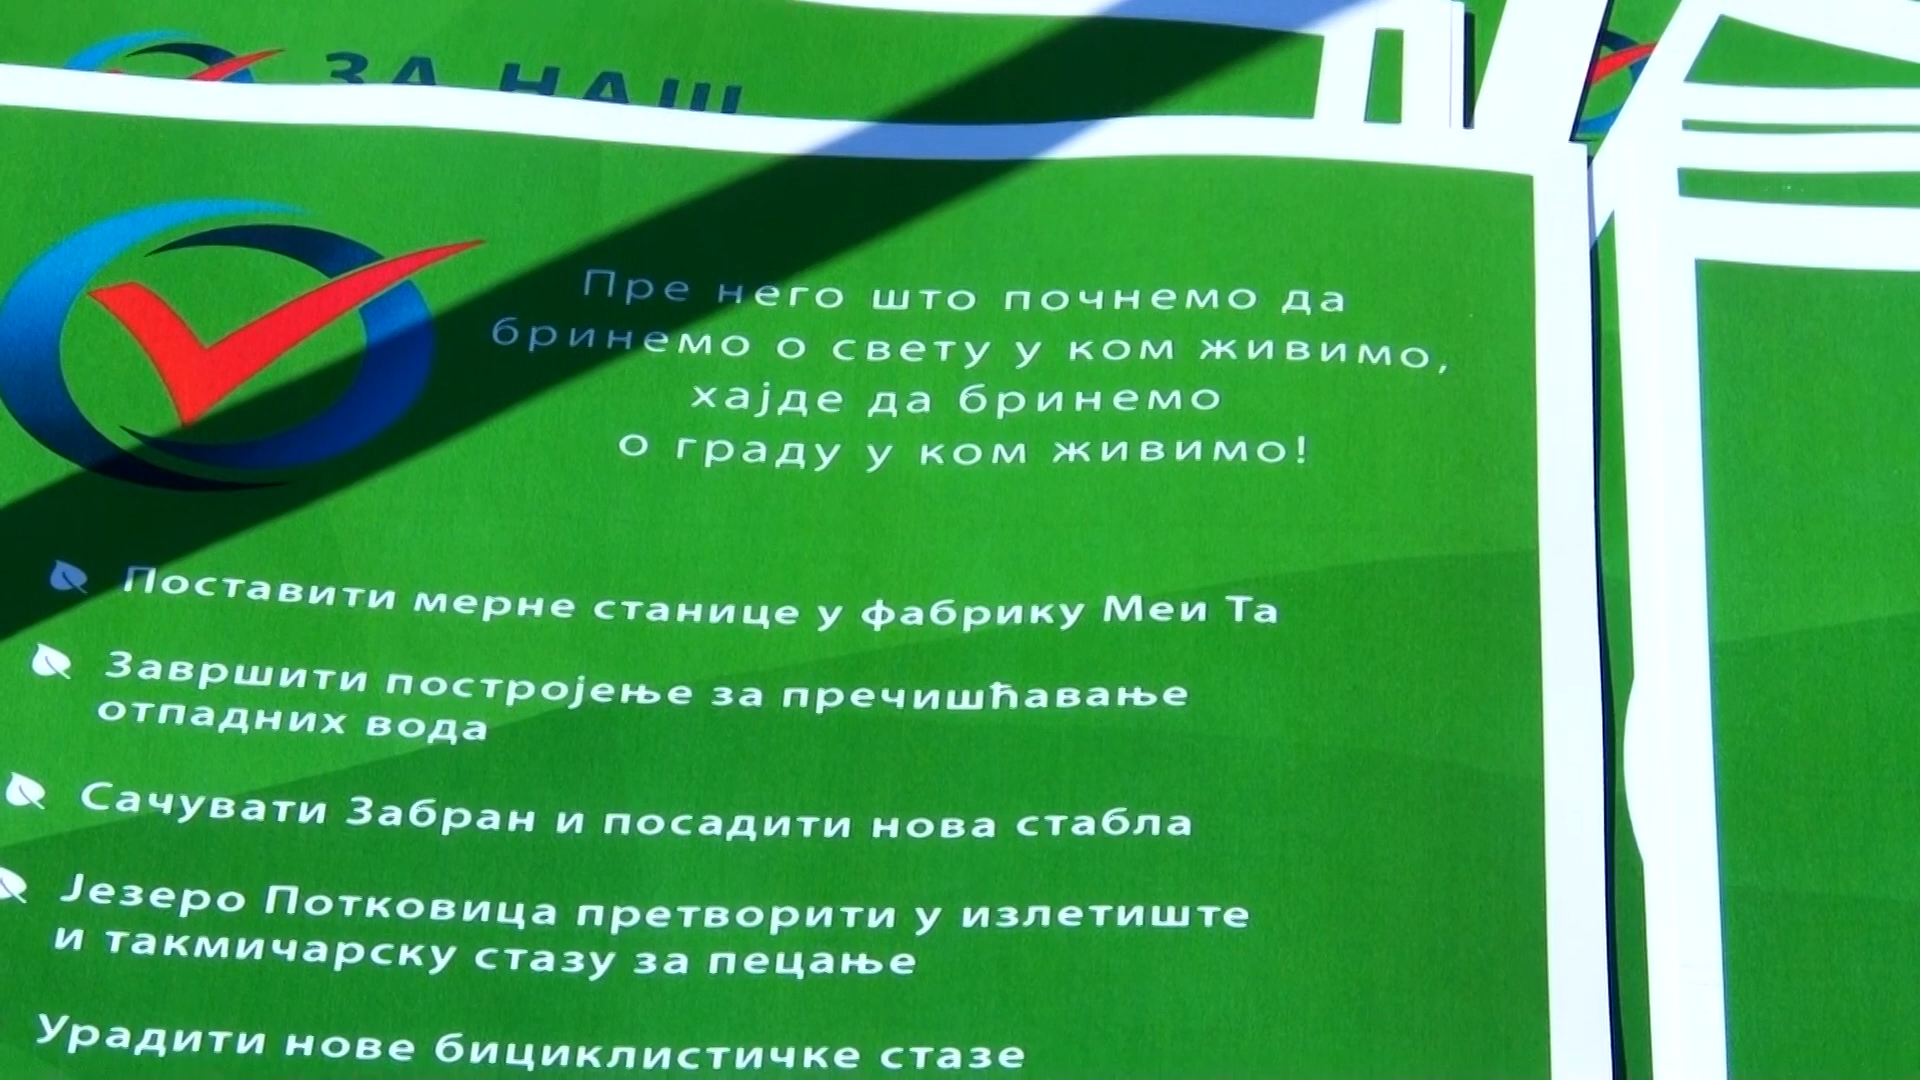 ЗА НАШ
Пре него што почнемо да
бринемо о свету у ком живимо,
хајде да бринемо
о граду у ком живимо!
Поставити мерне станице у фабрику Меи Та
Завршити постројење за пречишћавање
отпадних вода
Сачувати Забран и посадити нова стабла
Језеро Потковица претворити у излетиште
и такмичарску стазу за пецање
Урадити нове бициклистичке стазе